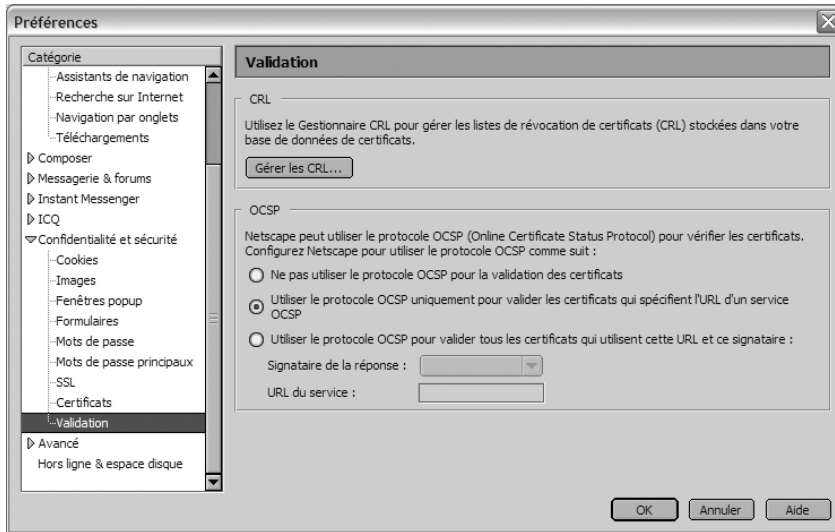 Préférences
Catégorie
Assistants de navigation
Recherche sur Internet
Navigation par onglets
Téléchargements
Composer
Messagerie & forums
Instant Messenger
ICQ
Confidentialité et sécurité
Cookies
Images
Fenêtres popup
Formulaires
Mots de passe
Mots de passe principaux
SSL
Certificats
Validation
Avancé
Hors ligne & espace disque
Validation
CRL
Utilisez le Gestionnaire CRL pour gérer les listes de révocation de certificats (CRL) stockées dans votre
base de données de certificats.
Gérer les CRL...
OCSP
Netscape peut utiliser le protocole OCSP (Online Certificate Status Protocol) pour vérifier les certificats.
Configurez Netscape pour utiliser le protocole OCSP comme suit :
Ne pas utiliser le protocole OCSP pour la validation des certificats
Utiliser le protocole OCSP uniquement pour valider les certificats qui spécifient l'URL d'un service
OCSP
Utiliser le protocole OCSP pour valider tous les certificats qui utilisent cette URL et ce signataire :
Signataire de la réponse :
URL du service :
OK
Annuler
Aide